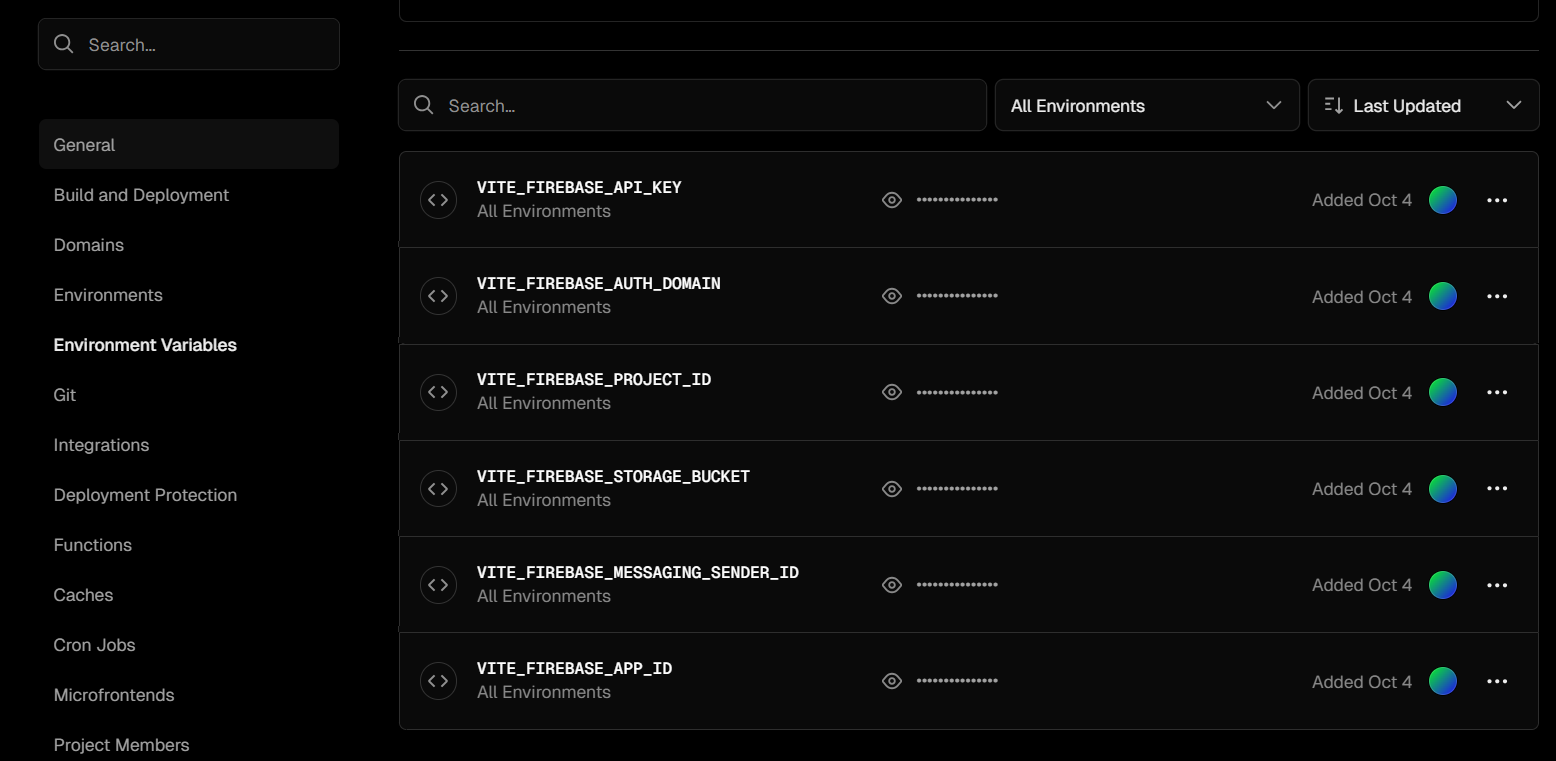 Search...
General
Build and Deployment
Domains
Environments
Environment Variables
Git
Integrations
Deployment Protection
Functions
Caches
Cron Jobs
Microfrontends
Project Members
Search...
All Environments
Last Updated
VITE_FIREBASE_API_KEY
All Environments
••••••••••••••• Added Oct 4
VITE_FIREBASE_AUTH_DOMAIN
All Environments
••••••••••••••• Added Oct 4
VITE_FIREBASE_PROJECT_ID
All Environments
••••••••••••••• Added Oct 4
VITE_FIREBASE_STORAGE_BUCKET
All Environments
••••••••••••••• Added Oct 4
VITE_FIREBASE_MESSAGING_SENDER_ID
All Environments
••••••••••••••• Added Oct 4
VITE_FIREBASE_APP_ID
All Environments
••••••••••••••• Added Oct 4